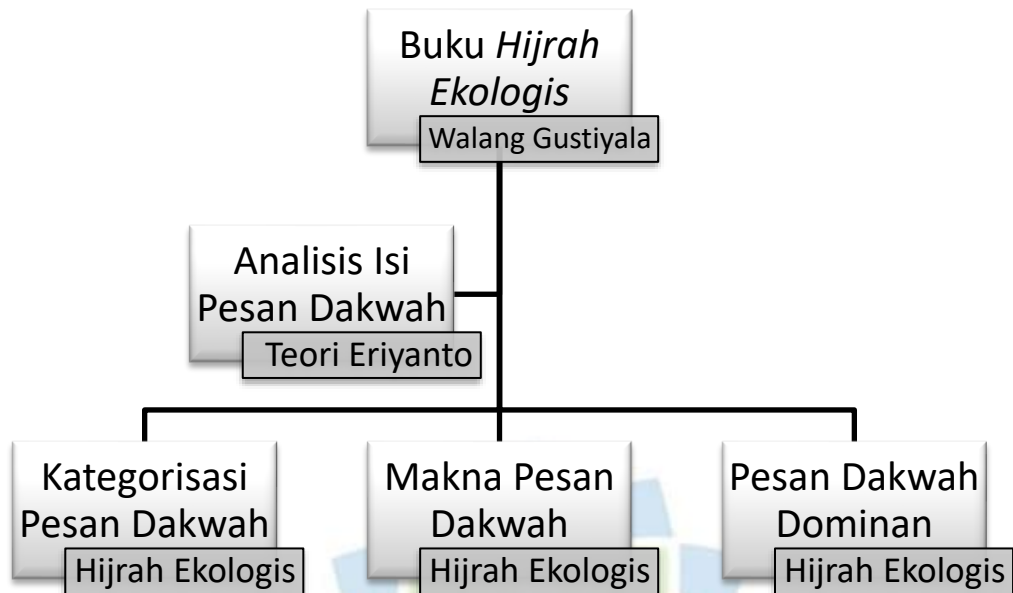 Buku Hijrah
Ekologis
Walang Gustiyala
Analisis Isi
Pesan Dakwah
Teori Eriyanto
Kategorisasi
Pesan Dakwah
Hijrah Ekologis
Makna Pesan
Dakwah
Hijrah Ekologis
Pesan Dakwah
Dominan
Hijrah Ekologis